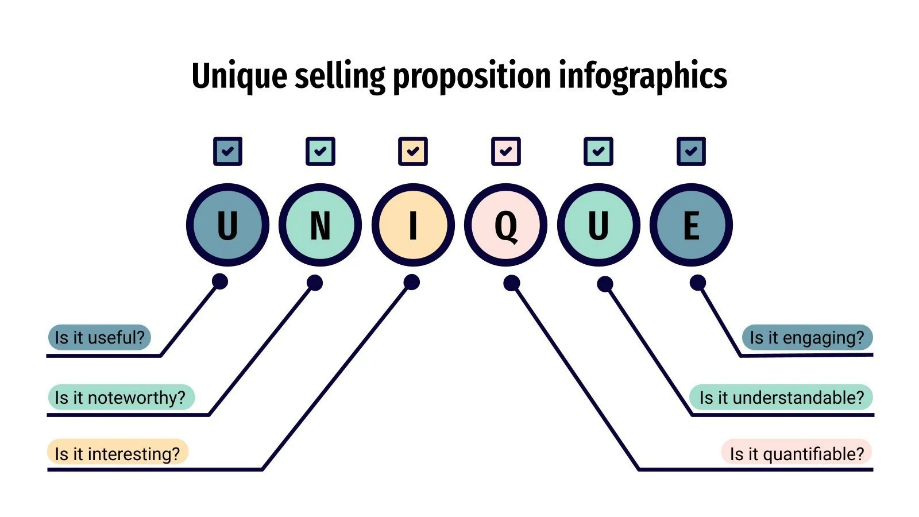 Unique selling proposition infographics
U N I Q U E
Is it useful?
Is it engaging?
Is it noteworthy?
Is it understandable?
Is it interesting?
Is it quantifiable?